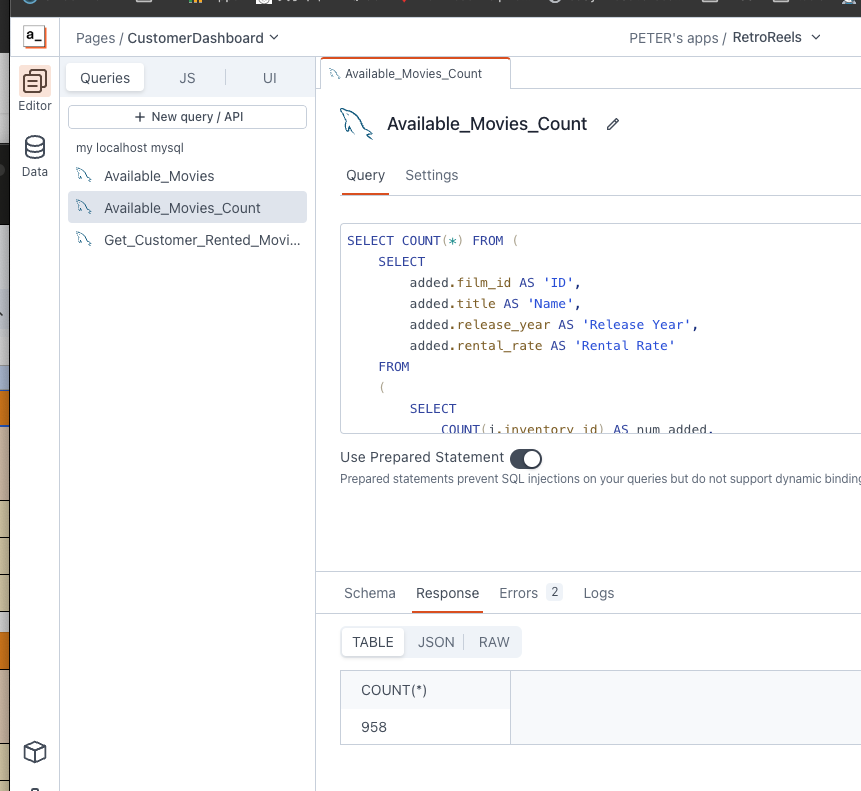 a_
Pages / CustomerDashboard
PETER's apps / RetroReels
Editor
Data
Queries JS UI
+ New query / API
my localhost mysql
Available_Movies
Available_Movies_Count
Get_Customer_Rented_Movi...
Available_Movies_Count
Available_Movies_Count
Query Settings
SELECT COUNT(*) FROM (
SELECT
added.film_id AS 'ID',
added.title AS 'Name',
added.release_year AS 'Release Year',
added.rental_rate AS 'Rental Rate'
FROM
(
SELECT
COUNT(i.inventory_id) AS num_added,
Use Prepared Statement
Prepared statements prevent SQL injections on your queries but do not support dynamic binding
Schema Response Errors 2 Logs
TABLE JSON RAW
COUNT(*)
958